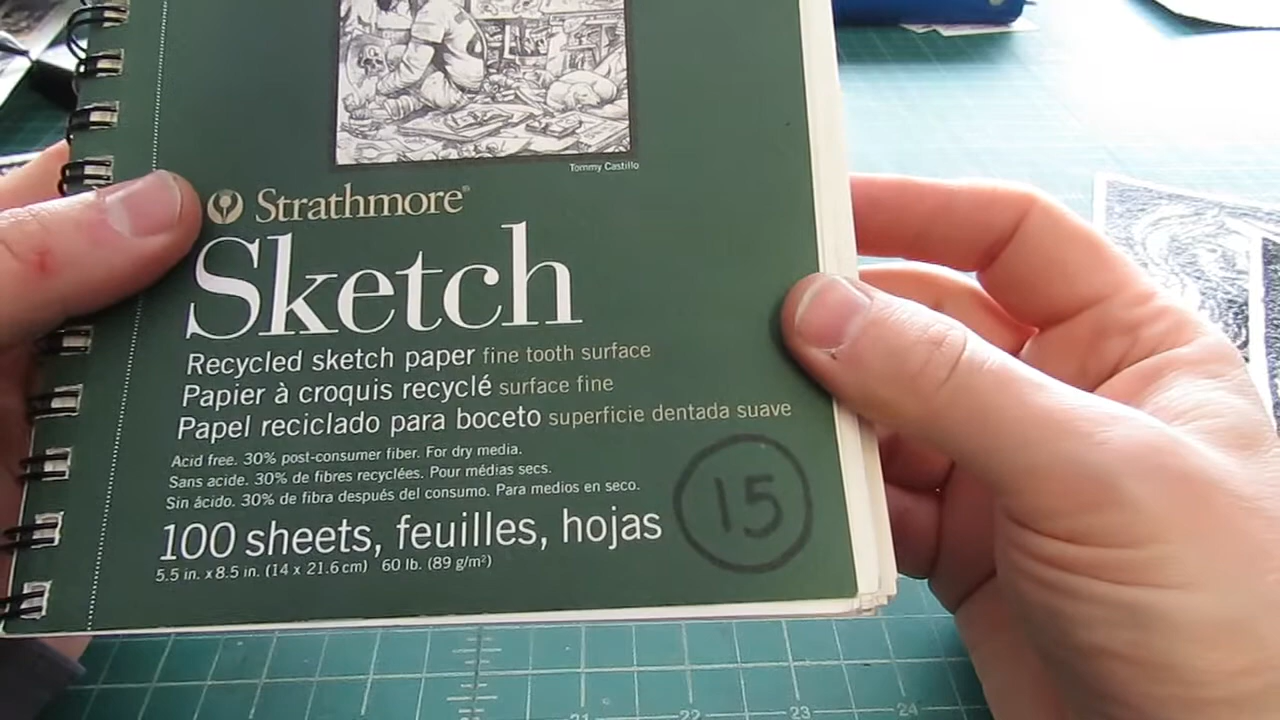 Tommy Castillo
Strathmore®
Sketch
Recycled sketch paper fine tooth surface
Papier à croquis recyclé surface fine
Papel reciclado para boceto superficie dentada suave
Acid free. 30% post-consumer fiber. For dry media.
Sans acide. 30% de fibres recyclées. Pour médias secs.
Sin ácido. 30% de fibra después del consumo. Para medios en seco.
15
100 sheets, feuilles, hojas
5.5 in. x 8.5 in. (14 x 21.6 cm) 60 lb. (89 g/m²)
21 22 23 24